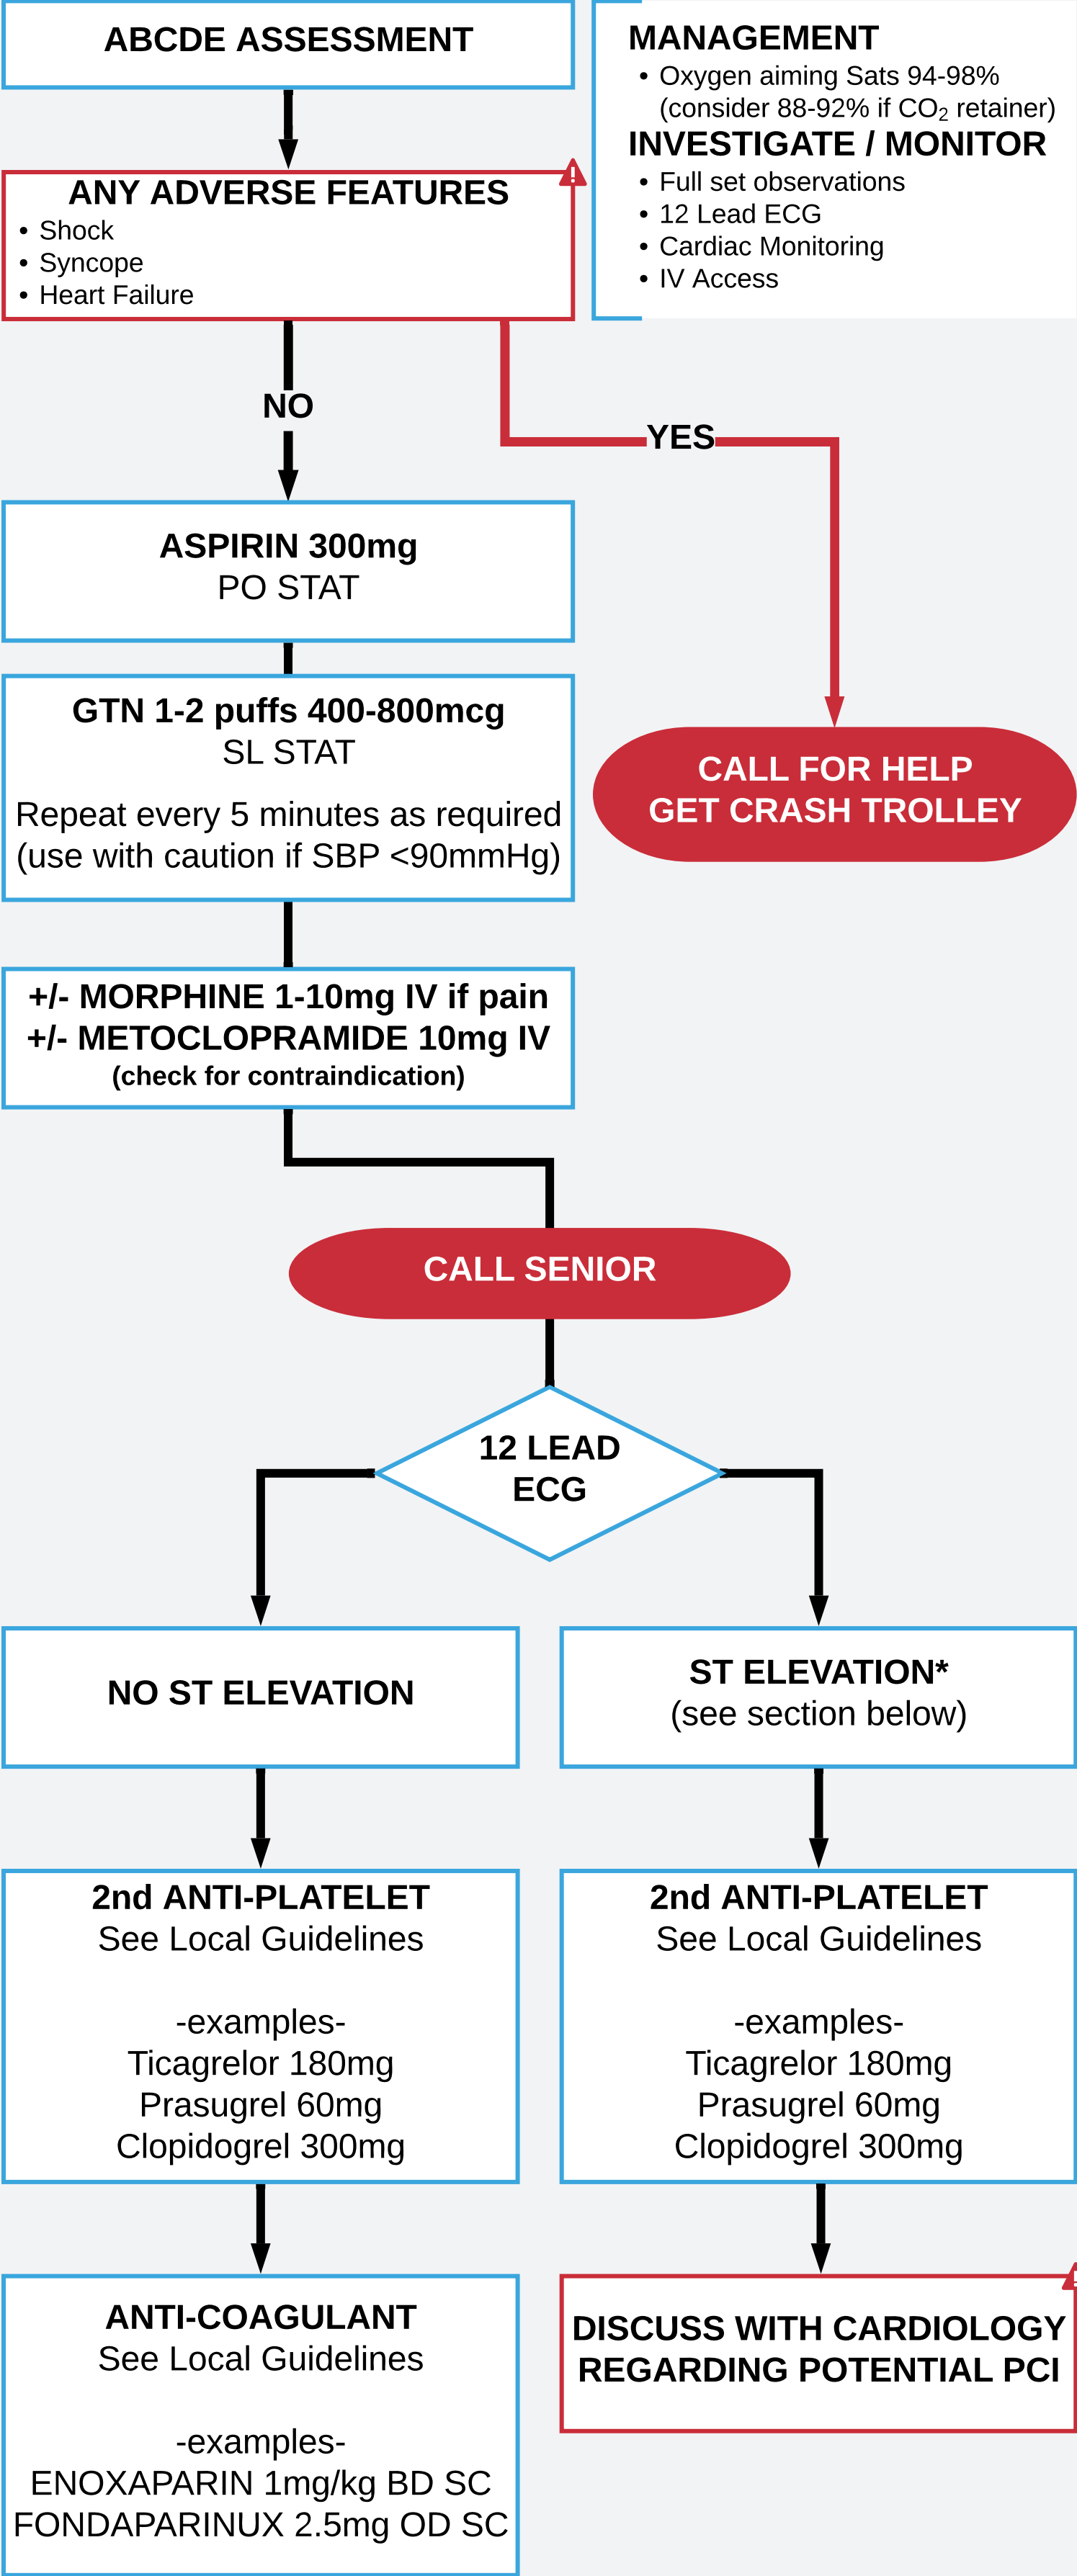 ABCDE ASSESSMENT
MANAGEMENT
• Oxygen aiming Sats 94-98%
(consider 88-92% if CO₂ retainer)
INVESTIGATE / MONITOR
• Full set observations
• 12 Lead ECG
• Cardiac Monitoring
• IV Access
ANY ADVERSE FEATURES
• Shock
• Syncope
• Heart Failure
NO
YES
ASPIRIN 300mg
PO STAT
GTN 1-2 puffs 400-800mcg
SL STAT
Repeat every 5 minutes as required
(use with caution if SBP <90mmHg)
CALL FOR HELP
GET CRASH TROLLEY
+/- MORPHINE 1-10mg IV if pain
+/- METOCLOPRAMIDE 10mg IV
(check for contraindication)
CALL SENIOR
12 LEAD
ECG
NO ST ELEVATION
ST ELEVATION*
(see section below)
2nd ANTI-PLATELET
See Local Guidelines
-examples-
Ticagrelor 180mg
Prasugrel 60mg
Clopidogrel 300mg
2nd ANTI-PLATELET
See Local Guidelines
-examples-
Ticagrelor 180mg
Prasugrel 60mg
Clopidogrel 300mg
ANTI-COAGULANT
See Local Guidelines
-examples-
ENOXAPARIN 1mg/kg BD SC
FONDAPARINUX 2.5mg OD SC
DISCUSS WITH CARDIOLOGY
REGARDING POTENTIAL PCI